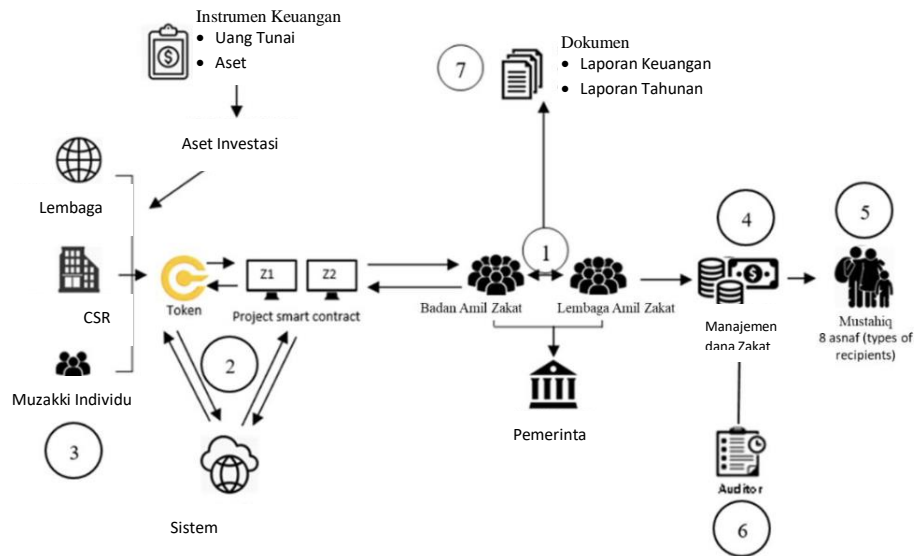 Instrumen Keuangan
• Uang Tunai
• Aset
Aset Investasi
7
Dokumen
• Laporan Keuangan
• Laporan Tahunan
Lembaga
CSR
Muzakki Individu
3
Token
Z1
Z2
Project smart contract
2
Sistem
1
Badan Amil Zakat
Lembaga Amil Zakat
Pemerinta
4
Manajemen
dana Zakat
5
Mustahiq
8 asnaf (types of
recipients)
Auditor
6